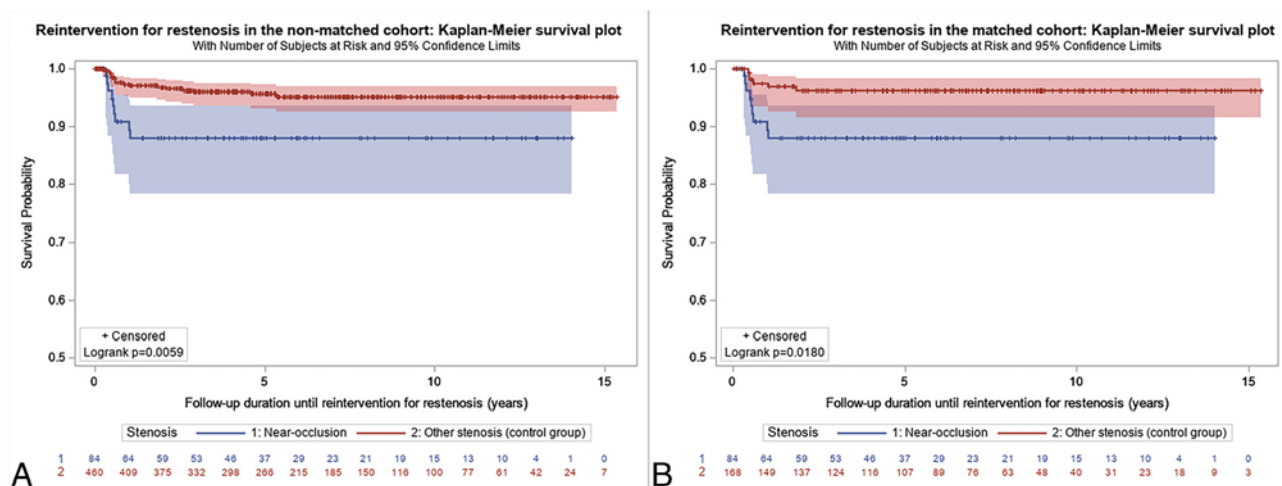 Reintervention for restenosis in the non-matched cohort: Kaplan-Meier survival plot
With Number of Subjects at Risk and 95% Confidence Limits
1.0
0.9
0.8
0.7
0.6
0.5
Survival Probability
+ Censored
Logrank p=0.0059
0 5 10 15
Follow-up duration until reintervention for restenosis (years)
Stenosis 1: Near-occlusion 2: Other stenosis (control group)
1 84 64 59 53 46 37 29 23 21 19 15 13 10 4 1 0
2 460 409 375 332 298 266 215 185 150 116 100 77 61 42 24 7
A
Reintervention for restenosis in the matched cohort: Kaplan-Meier survival plot
With Number of Subjects at Risk and 95% Confidence Limits
1.0
0.9
0.8
0.7
0.6
0.5
Survival Probability
+ Censored
Logrank p=0.0180
0 5 10 15
Follow-up duration until reintervention for restenosis (years)
Stenosis 1: Near-occlusion 2: Other stenosis (control group)
1 84 64 59 53 46 37 29 23 21 19 15 13 10 4 1 0
2 168 149 137 124 116 107 89 76 63 48 40 31 23 18 9 3
B